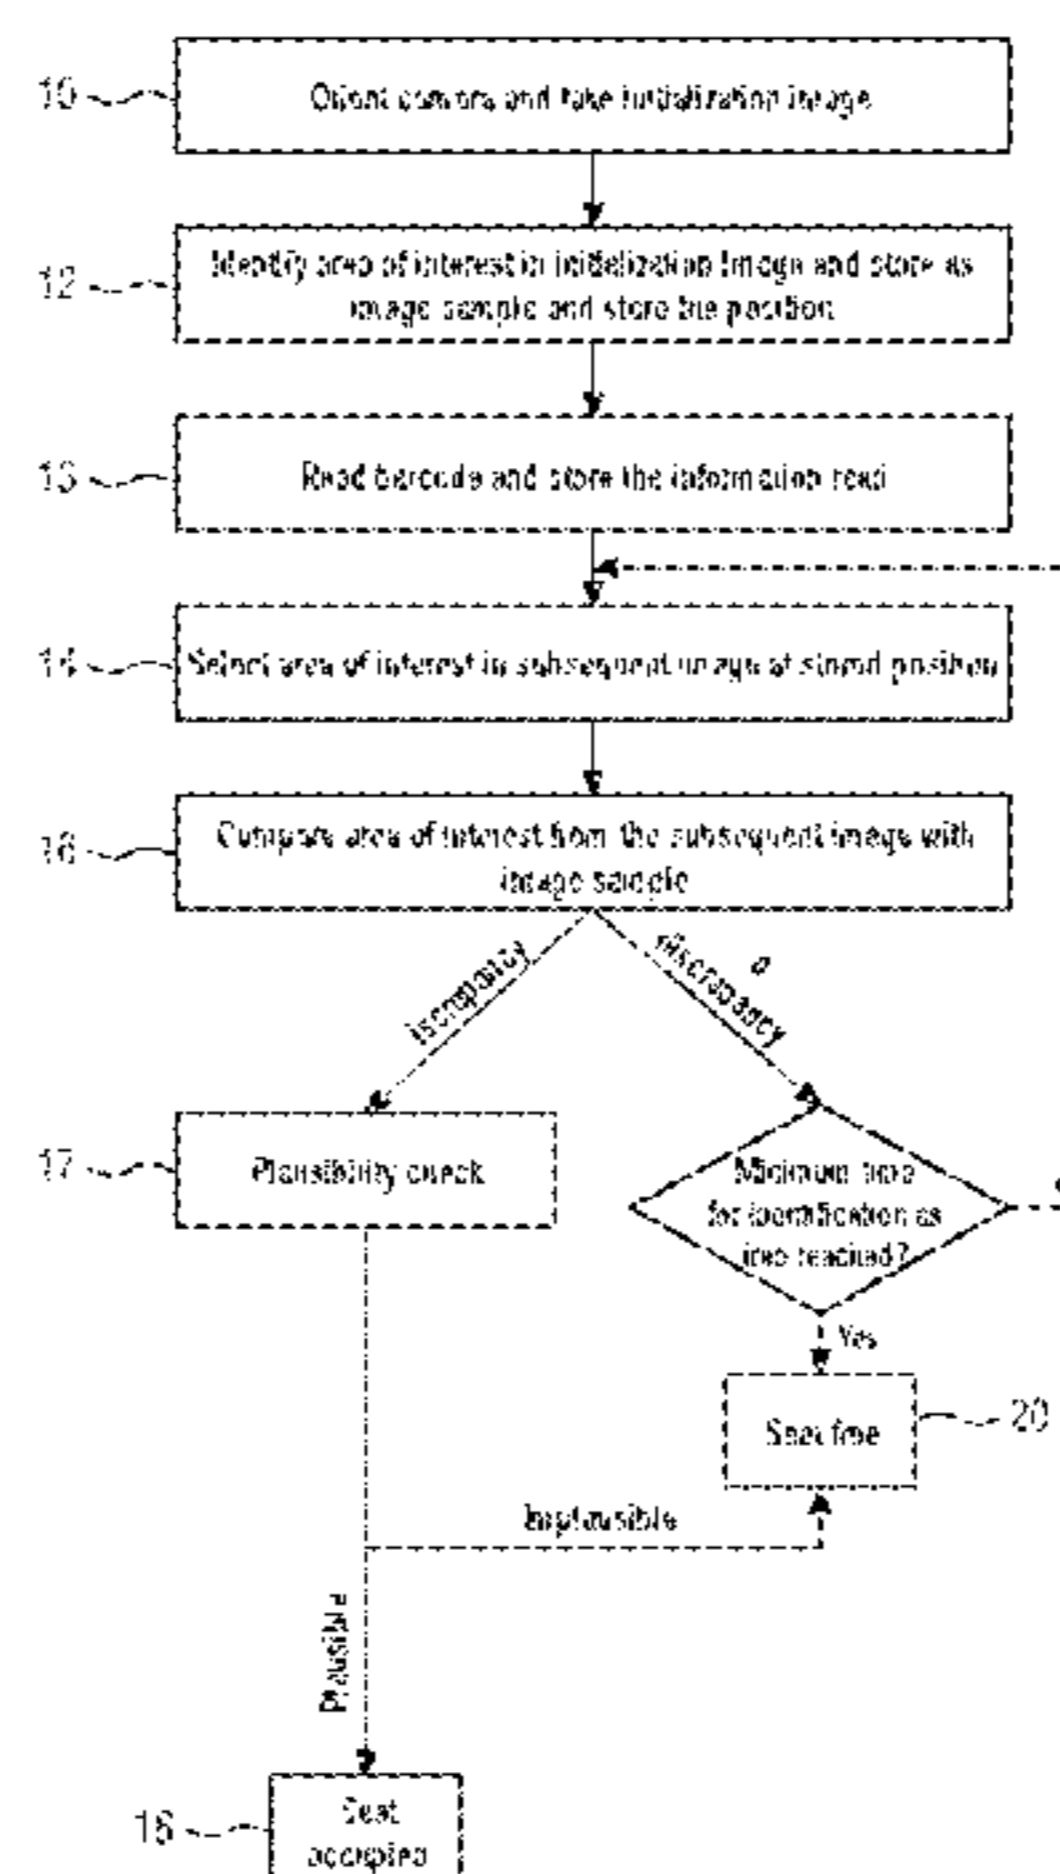 10
Orient camera and take initialization image
12
Identify area of interest in initialization image and store as
image sample and store the position
13
Read barcode and store the information read
14
Select area of interest in subsequent image at stored position
16
Compare area of interest from the subsequent image with
image sample
iscrepancy
o
discrepancy
17
Plausibility check
Minimum time
for identification as
free reached?
Yes
Seat free
20
Implausible
Plausible
18
Seat
occupied